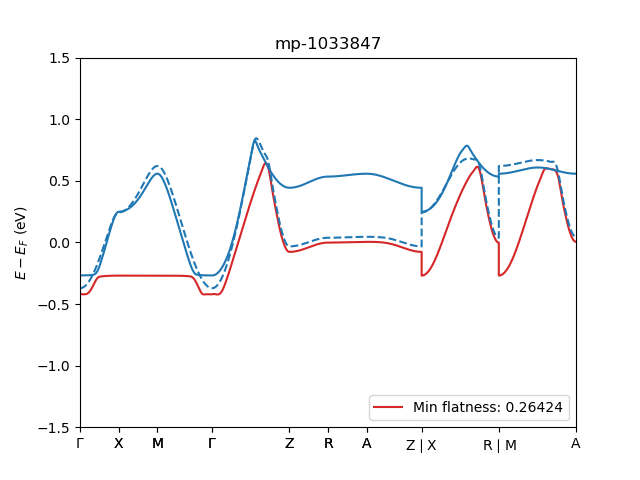 mp-1033847
E − E_F (eV)
1.5
1.0
0.5
0.0
−0.5
−1.0
−1.5
Min flatness: 0.26424
Γ X M Γ Z R A Z | X R | M A